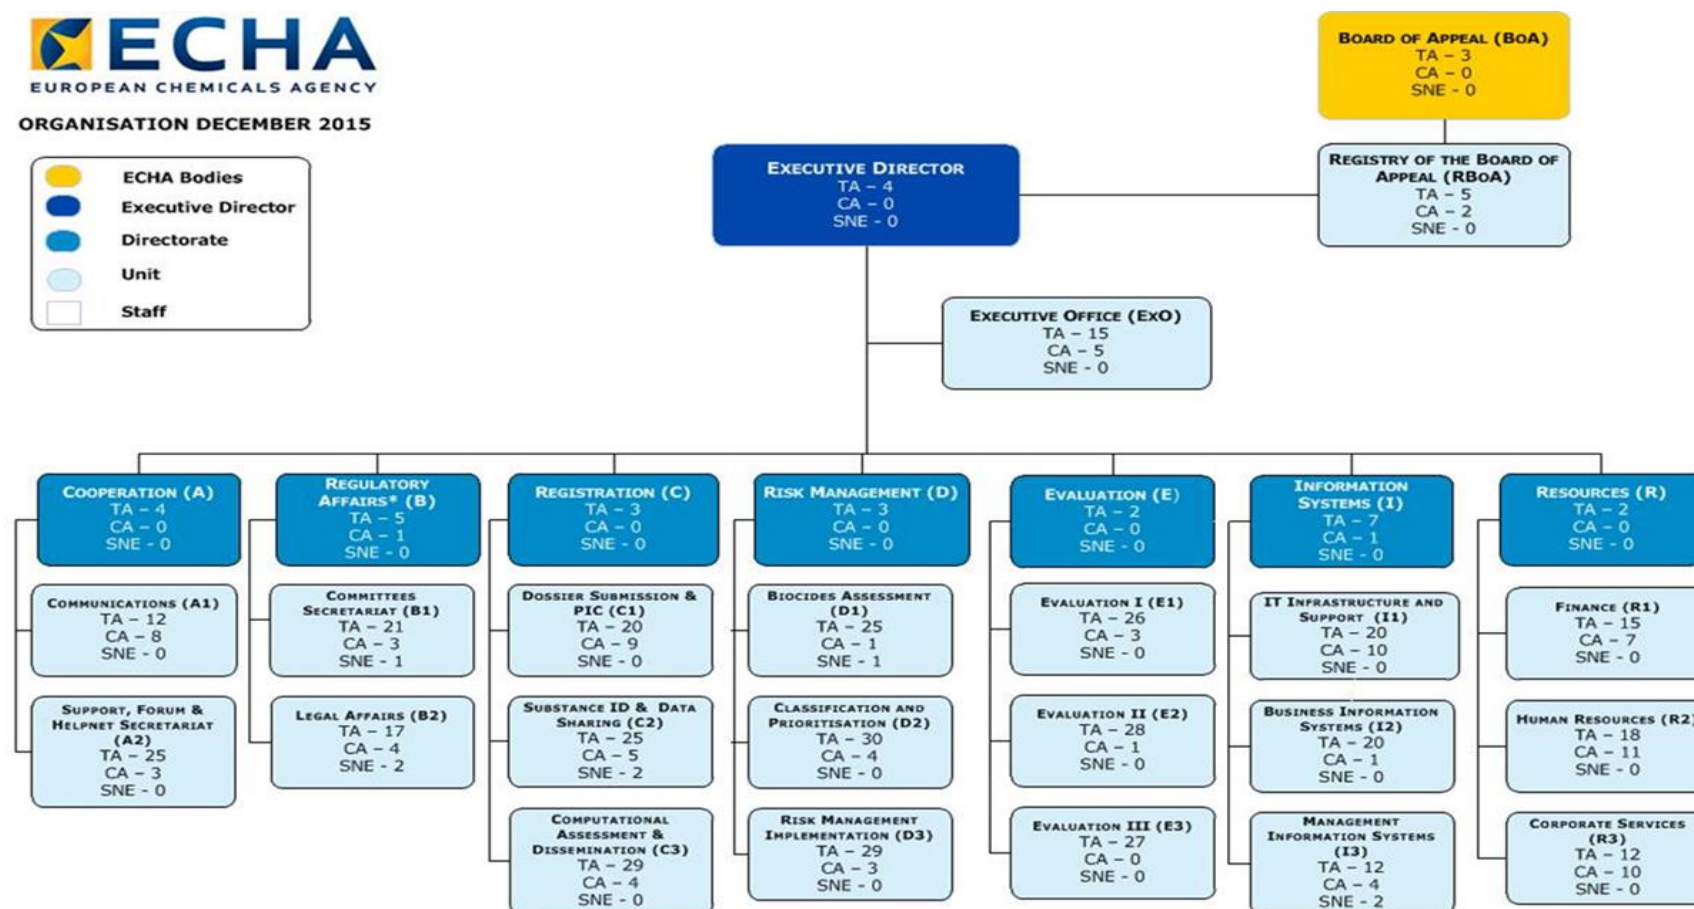 ECHA
EUROPEAN CHEMICALS AGENCY
ORGANISATION DECEMBER 2015
ECHA Bodies
Executive Director
Directorate
Unit
Staff
BOARD OF APPEAL (BOA)
TA – 3
CA – 0
SNE - 0
EXECUTIVE DIRECTOR
TA – 4
CA – 0
SNE - 0
REGISTRY OF THE BOARD OF
APPEAL (RBOA)
TA – 5
CA – 2
SNE - 0
EXECUTIVE OFFICE (EXO)
TA – 15
CA – 5
SNE - 0
COOPERATION (A)
TA – 4
CA – 0
SNE - 0
COMMUNICATIONS (A1)
TA – 12
CA – 8
SNE - 0
SUPPORT, FORUM &
HELPNET SECRETARIAT
(A2)
TA – 25
CA – 3
SNE - 0
REGULATORY
AFFAIRS* (B)
TA – 5
CA – 1
SNE - 0
COMMITTEES
SECRETARIAT (B1)
TA – 21
CA – 3
SNE - 1
LEGAL AFFAIRS (B2)
TA – 17
CA – 4
SNE - 2
REGISTRATION (C)
TA – 3
CA – 0
SNE - 0
DOSSIER SUBMISSION &
PIC (C1)
TA – 20
CA – 9
SNE - 0
SUBSTANCE ID & DATA
SHARING (C2)
TA – 25
CA – 5
SNE - 2
COMPUTATIONAL
ASSESSMENT &
DISSEMINATION (C3)
TA – 29
CA – 4
SNE - 0
RISK MANAGEMENT (D)
TA – 3
CA – 0
SNE - 0
BIOCIDES ASSESSMENT
(D1)
TA – 25
CA – 1
SNE - 1
CLASSIFICATION AND
PRIORITISATION (D2)
TA – 30
CA – 4
SNE - 0
RISK MANAGEMENT
IMPLEMENTATION (D3)
TA – 29
CA – 3
SNE - 0
EVALUATION (E)
TA – 2
CA – 0
SNE - 0
EVALUATION I (E1)
TA – 26
CA – 3
SNE - 0
EVALUATION II (E2)
TA – 28
CA – 1
SNE - 0
EVALUATION III (E3)
TA – 27
CA – 0
SNE - 0
INFORMATION
SYSTEMS (I)
TA – 7
CA – 1
SNE - 0
IT INFRASTRUCTURE AND
SUPPORT (I1)
TA – 20
CA – 10
SNE - 0
BUSINESS INFORMATION
SYSTEMS (I2)
TA – 20
CA – 1
SNE - 0
MANAGEMENT
INFORMATION SYSTEMS
(I3)
TA – 12
CA – 4
SNE - 2
RESOURCES (R)
TA – 2
CA – 0
SNE - 0
FINANCE (R1)
TA – 15
CA – 7
SNE - 0
HUMAN RESOURCES (R2)
TA – 18
CA – 11
SNE - 0
CORPORATE SERVICES
(R3)
TA – 12
CA – 10
SNE - 0